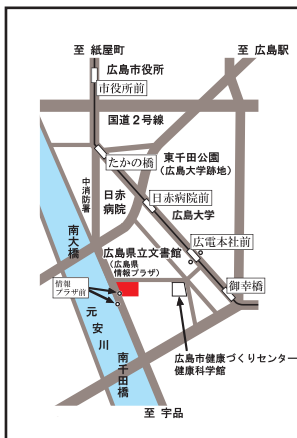 至 紙屋町
至 広島駅
広島市役所
市役所前
国道2号線
たかの橋
東千田公園
(広島大学跡地)
中消防署
日赤
病院
日赤病院前
広島大学
南大橋
広電本社前
広島県立文書館
(広島県
情報プラザ)
情報
プラザ前
御幸橋
元安川
南千田橋
広島市健康づくりセンター
健康科学館
至 宇品